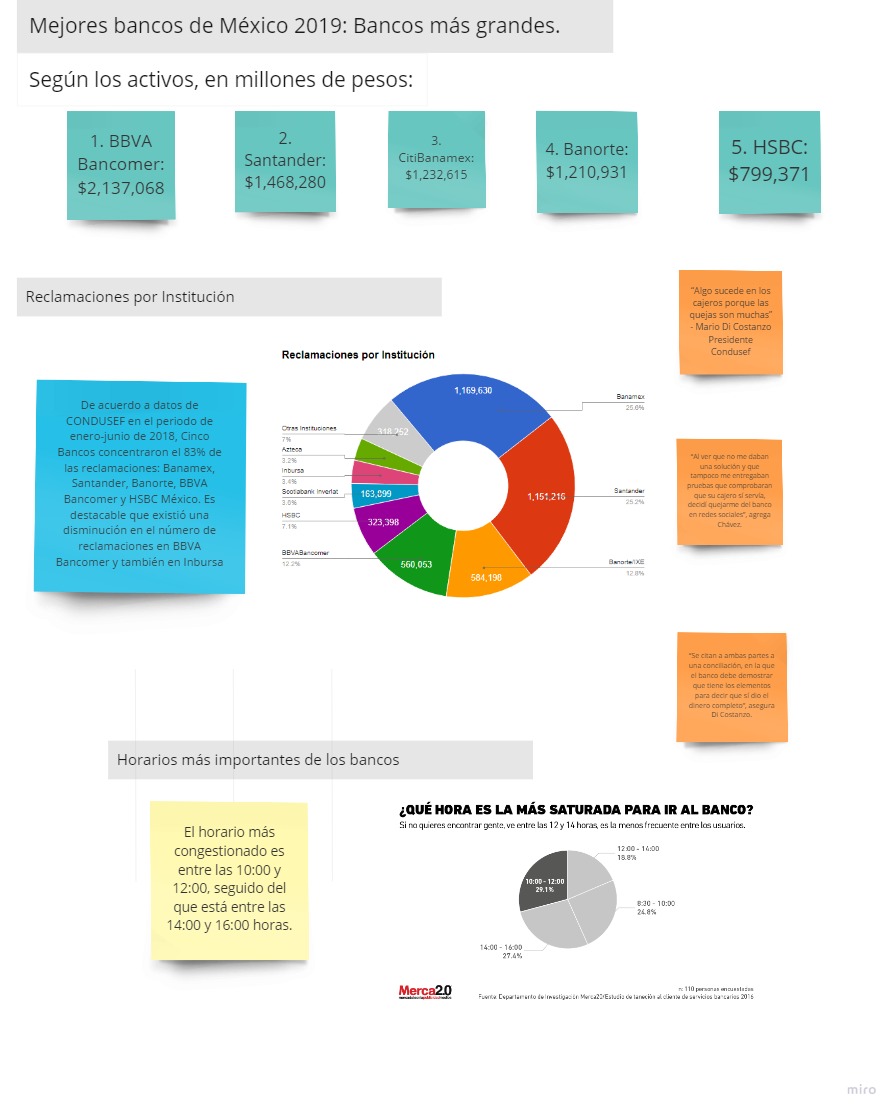 Mejores bancos de México 2019: Bancos más grandes.
Según los activos, en millones de pesos:
1. BBVA
Bancomer:
$2,137,068
2.
Santander:
$1,468,280
3.
CitiBanamex:
$1,232,615
4. Banorte:
$1,210,931
5. HSBC:
$799,371
Reclamaciones por Institución
"Algo sucede en los
cajeros porque las
quejas son muchas"
- Mario Di Costanzo
Presidente
Condusef
De acuerdo a datos de
CONDUSEF en el periodo de
enero-junio de 2018, Cinco
Bancos concentraron el 83% de
las reclamaciones: Banamex,
Santander, Banorte, BBVA
Bancomer y HSBC México. Es
destacable que existió una
disminución en el número de
reclamaciones en BBVA
Bancomer y también en Inbursa
Reclamaciones por Institución
1,169,630
Banamex
25.6%
1,151,216
Santander
25.2%
584,198
Banorte/IXE
12.8%
560,053
BBVABancomer
12.2%
323,398
HSBC
7.1%
163,099
Scotiabank Inverlat
3.6%
Inbursa
3.4%
Azteca
3.2%
318,252
Otras Instituciones
7%
"Al ver que no me daban
una solución y que
tampoco me entregaban
pruebas que comprobaran
que su cajero sí servía,
decidí quejarme del banco
en redes sociales", agrega
Chávez.
"Se citan a ambas partes a
una conciliación, en la que
el banco debe demostrar
que tiene los elementos
para decir que sí dio el
dinero completo", asegura
Di Costanzo.
Horarios más importantes de los bancos
El horario más
congestionado es
entre las 10:00 y
12:00, seguido del
que está entre las
14:00 y 16:00 horas.
¿QUÉ HORA ES LA MÁS SATURADA PARA IR AL BANCO?
Si no quieres encontrar gente, ve entre las 12 y 14 horas, es la menos frecuente entre los usuarios.
12:00 - 14:00
18.8%
10:00 - 12:00
29.1%
8:30 - 10:00
24.8%
14:00 - 16:00
27.4%
Merca2.0
n: 110 personas encuestadas
Fuente: Departamento de Investigación Merca20/Estudio de atención al cliente de servicios bancarios 2016
miro